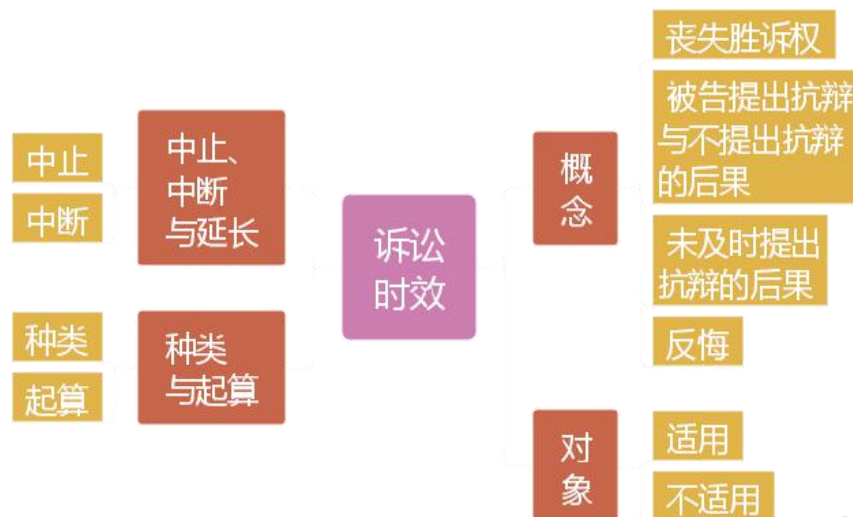 诉讼
时效
概
念
丧失胜诉权
被告提出抗辩
与不提出抗辩
的后果
未及时提出
抗辩的后果
反悔
对
象
适用
不适用
中止、
中断
与延长
中止
中断
种类
与起算
种类
起算